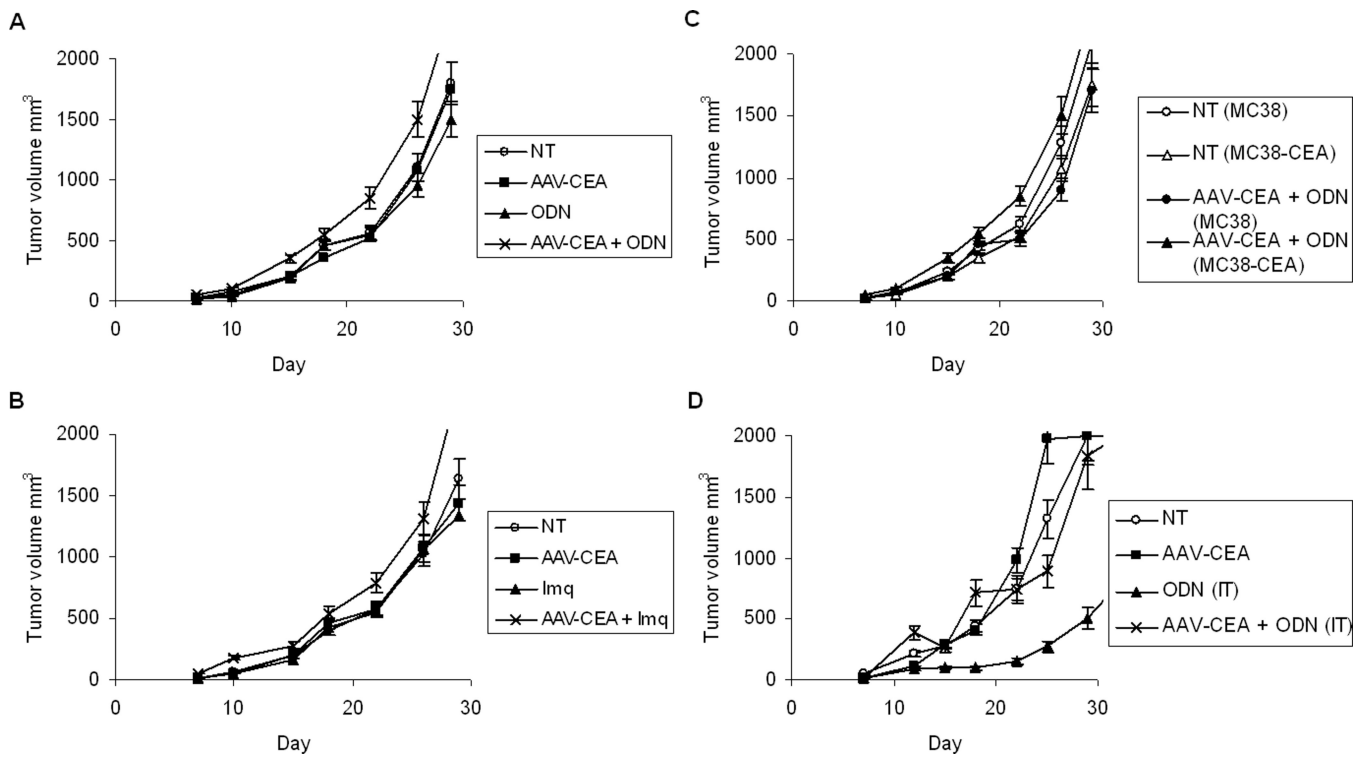 A
Tumor volume mm3
2000
1500
1000
500
0
0
10
20
30
Day
NT
AAV-CEA
ODN
AAV-CEA + ODN
C
Tumor volume mm3
2000
1500
1000
500
0
0
10
20
30
Day
NT (MC38)
NT (MC38-CEA)
AAV-CEA + ODN
(MC38)
AAV-CEA + ODN
(MC38-CEA)
B
Tumor volume mm3
2000
1500
1000
500
0
0
10
20
30
Day
NT
AAV-CEA
Imq
AAV-CEA + Imq
D
Tumor volume mm3
2000
1500
1000
500
0
0
10
20
30
Day
NT
AAV-CEA
ODN (IT)
AAV-CEA + ODN (IT)